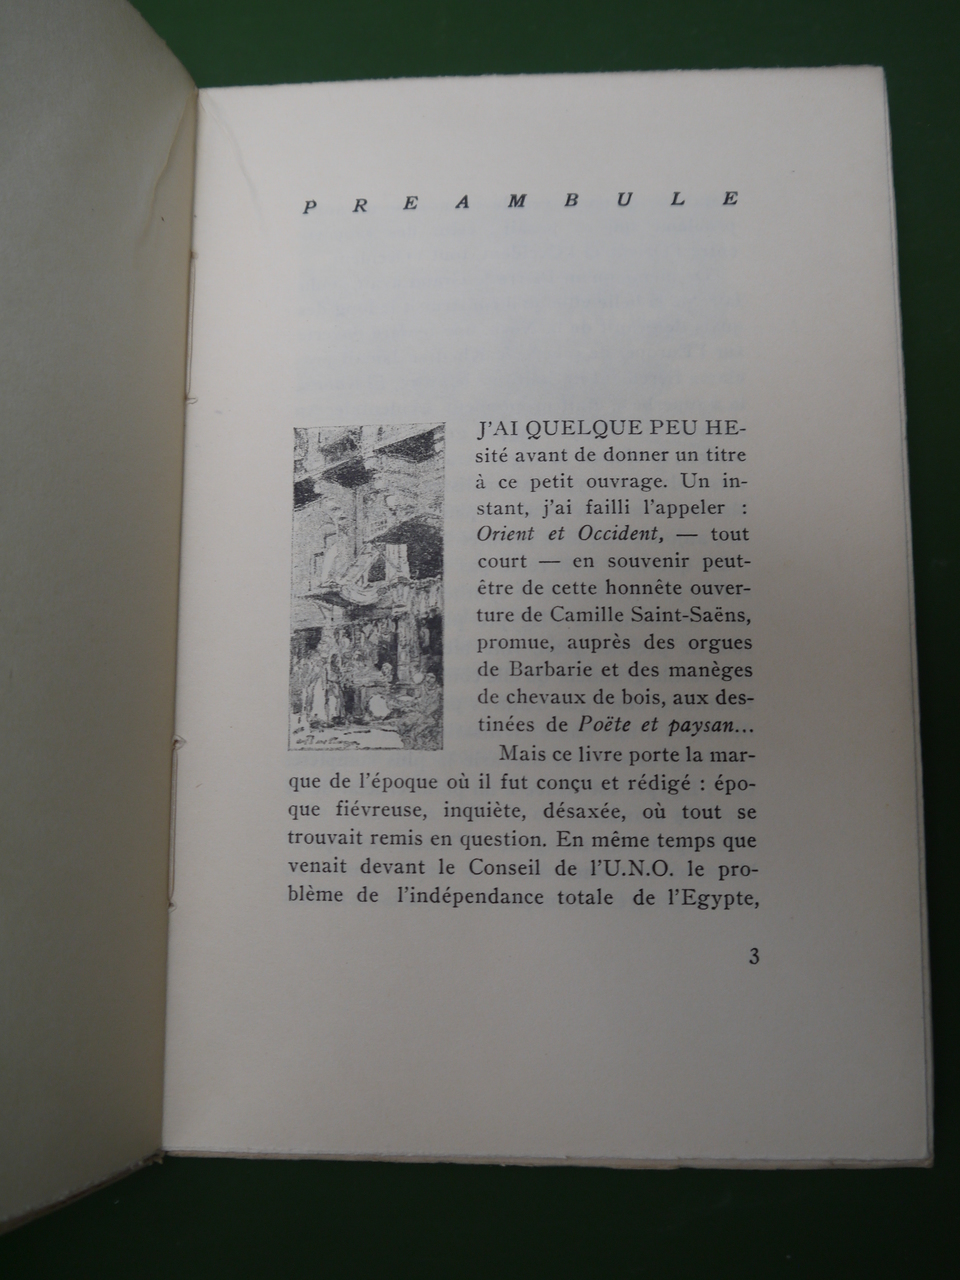 PREAMBULE
J'AI QUELQUE PEU HE-
sité avant de donner un titre
à ce petit ouvrage. Un in-
stant, j'ai failli l'appeler :
Orient et Occident, — tout
court — en souvenir peut-
être de cette honnête ouver-
ture de Camille Saint-Saëns,
promue, auprès des orgues
de Barbarie et des manèges
de chevaux de bois, aux des-
tinées de Poëte et paysan...
Mais ce livre porte la mar-
que de l'époque où il fut conçu et rédigé : épo-
que fiévreuse, inquiète, désaxée, où tout se
trouvait remis en question. En même temps que
venait devant le Conseil de l'U.N.O. le pro-
blème de l'indépendance totale de l'Egypte,
3